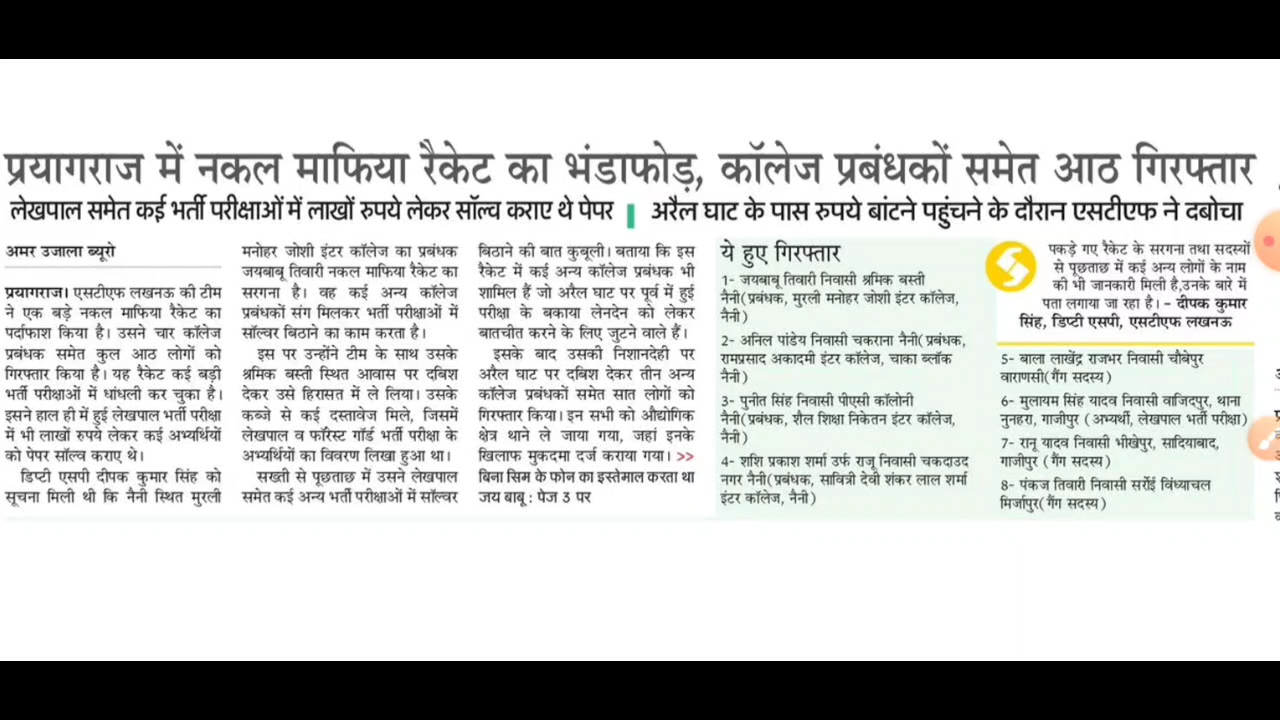 प्रयागराज में नकल माफिया रैकेट का भंडाफोड़, कॉलेज प्रबंधकों समेत आठ गिरफ्तार
लेखपाल समेत कई भर्ती परीक्षाओं में लाखों रुपये लेकर सॉल्व कराए थे पेपर
अरैल घाट के पास रुपये बांटने पहुंचने के दौरान एसटीएफ ने दबोचा
अमर उजाला ब्यूरो
प्रयागराज। एसटीएफ लखनऊ की टीम
ने एक बड़े नकल माफिया रैकेट का
पर्दाफाश किया है। उसने चार कॉलेज
प्रबंधक समेत कुल आठ लोगों को
गिरफ्तार किया है। यह रैकेट कई बड़ी
भर्ती परीक्षाओं में धांधली कर चुका है।
इसने हाल ही में हुई लेखपाल भर्ती परीक्षा
में भी लाखों रुपये लेकर कई अभ्यर्थियों
को पेपर सॉल्व कराए थे।
डिप्टी एसपी दीपक कुमार सिंह को
सूचना मिली थी कि नैनी स्थित मुरली
मनोहर जोशी इंटर कॉलेज का प्रबंधक
जयबाबू तिवारी नकल माफिया रैकेट का
सरगना है। वह कई अन्य कॉलेज
प्रबंधकों संग मिलकर भर्ती परीक्षाओं में
सॉल्वर बिठाने का काम करता है।
इस पर उन्होंने टीम के साथ उसके
श्रमिक बस्ती स्थित आवास पर दबिश
देकर उसे हिरासत में ले लिया। उसके
कब्जे से कई दस्तावेज मिले, जिसमें
लेखपाल व फॉरेस्ट गॉर्ड भर्ती परीक्षा के
अभ्यर्थियों का विवरण लिखा हुआ था।
सख्ती से पूछताछ में उसने लेखपाल
समेत कई अन्य भर्ती परीक्षाओं में सॉल्वर
बिठाने की बात कुबूली। बताया कि इस
रैकेट में कई अन्य कॉलेज प्रबंधक भी
शामिल हैं जो अरैल घाट पर पूर्व में हुई
परीक्षा के बकाया लेनदेन को लेकर
बातचीत करने के लिए जुटने वाले हैं।
इसके बाद उसकी निशानदेही पर
अरैल घाट पर दबिश देकर तीन अन्य
कॉलेज प्रबंधकों समेत सात लोगों को
गिरफ्तार किया। इन सभी को औद्योगिक
क्षेत्र थाने ले जाया गया, जहां इनके
खिलाफ मुकदमा दर्ज कराया गया। >>
बिना सिम के फोन का इस्तेमाल करता था
जय बाबू : पेज 3 पर
ये हुए गिरफ्तार
1- जयबाबू तिवारी निवासी श्रमिक बस्ती
नैनी(प्रबंधक, मुरली मनोहर जोशी इंटर कॉलेज,
नैनी)
2- अनिल पांडेय निवासी चकराना नैनी( प्रबंधक,
रामप्रसाद अकादमी इंटर कॉलेज, चाका ब्लॉक
नैनी)
3- पुनीत सिंह निवासी पीएसी कॉलोनी
नैनी(प्रबंधक, शैल शिक्षा निकेतन इंटर कॉलेज,
नैनी)
4- शशि प्रकाश शर्मा उर्फ राजू निवासी चकदाउद
नगर नैनी(प्रबंधक, सावित्री देवी शंकर लाल शर्मा
इंटर कॉलेज, नैनी)
पकड़े गए रैकेट के सरगना तथा सदस्यों
से पूछताछ में कई अन्य लोगों के नाम
की भी जानकारी मिली है,उनके बारे में
पता लगाया जा रहा है। – दीपक कुमार
सिंह, डिप्टी एसपी, एसटीएफ लखनऊ
5- बाला लाखेंद्र राजभर निवासी चौबेपुर
वाराणसी(गैंग सदस्य)
6- मुलायम सिंह यादव निवासी वाजिदपुर, थाना
नुनहरा, गाजीपुर (अभ्यर्थी, लेखपाल भर्ती परीक्षा)
7- रानू यादव निवासी भीखेपुर, सादियाबाद,
गाजीपुर (गैंग सदस्य)
8- पंकज तिवारी निवासी सर्रोई विंध्याचल
मिर्जापुर(गैंग सदस्य)